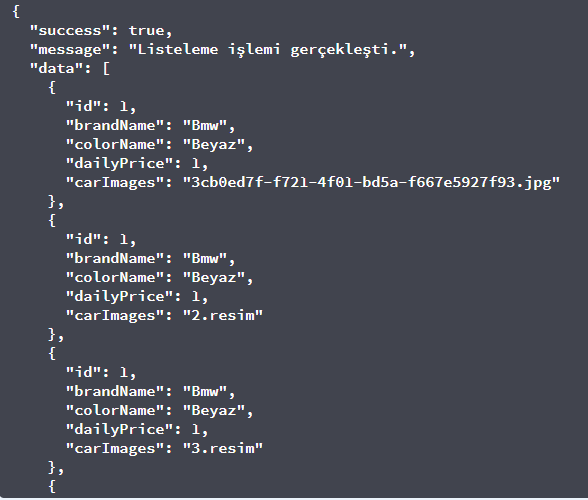 {
"success": true,
"message": "Listeleme işlemi gerçekleşti.",
"data": [
{
"id": 1,
"brandName": "Bmw",
"colorName": "Beyaz",
"dailyPrice": 1,
"carImages": "3cb0ed7f-f721-4f01-bd5a-f667e5927f93.jpg"
},
{
"id": 1,
"brandName": "Bmw",
"colorName": "Beyaz",
"dailyPrice": 1,
"carImages": "2.resim"
},
{
"id": 1,
"brandName": "Bmw",
"colorName": "Beyaz",
"dailyPrice": 1,
"carImages": "3.resim"
},
{